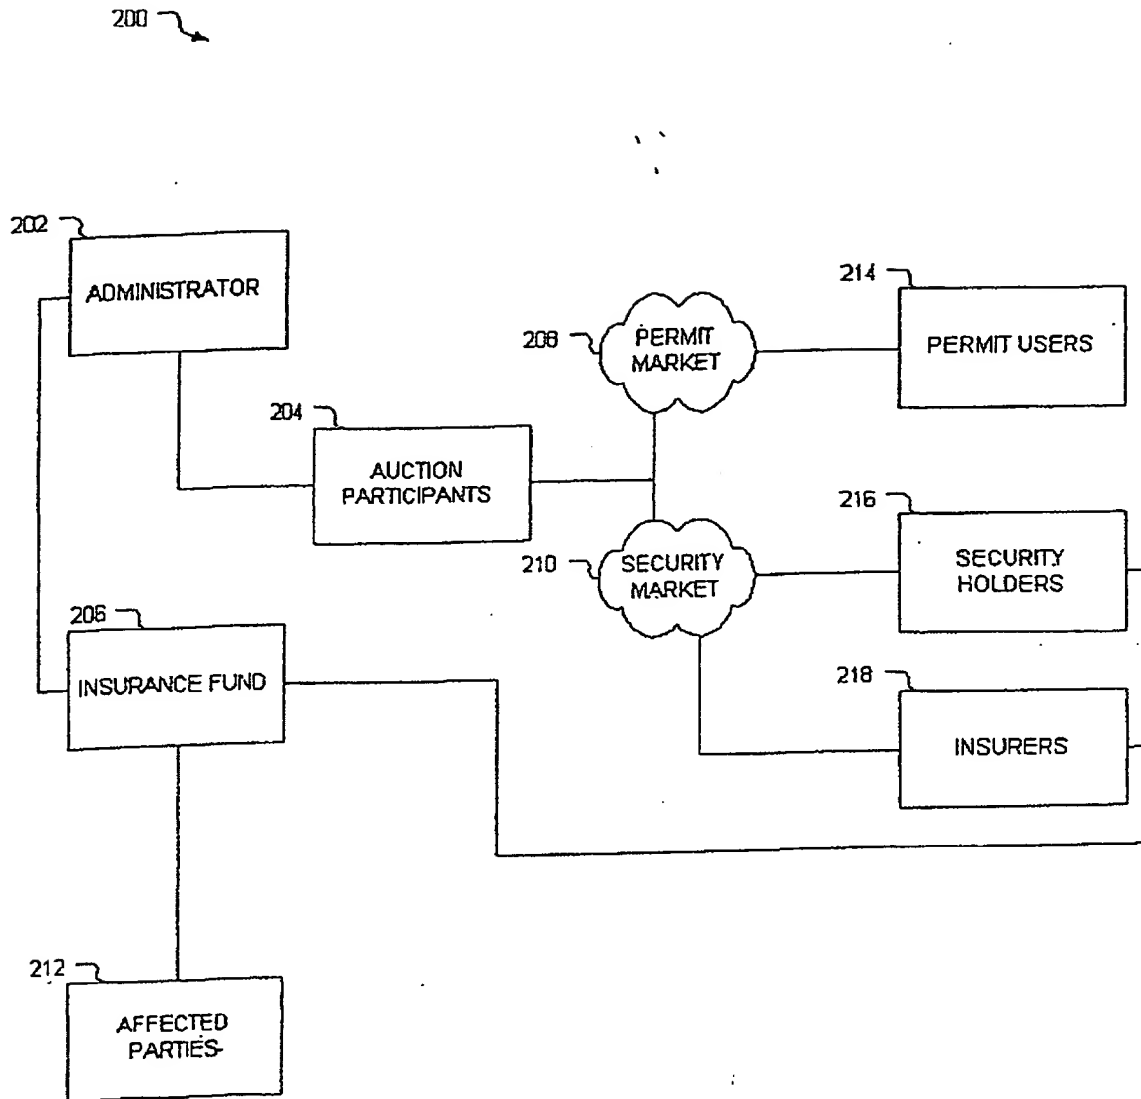 200
202
ADMINISTRATOR
204
AUCTION
PARTICIPANTS
206
INSURANCE FUND
212
AFFECTED
PARTIES
208
PERMIT
MARKET
210
SECURITY
MARKET
214
PERMIT USERS
216
SECURITY
HOLDERS
218
INSURERS